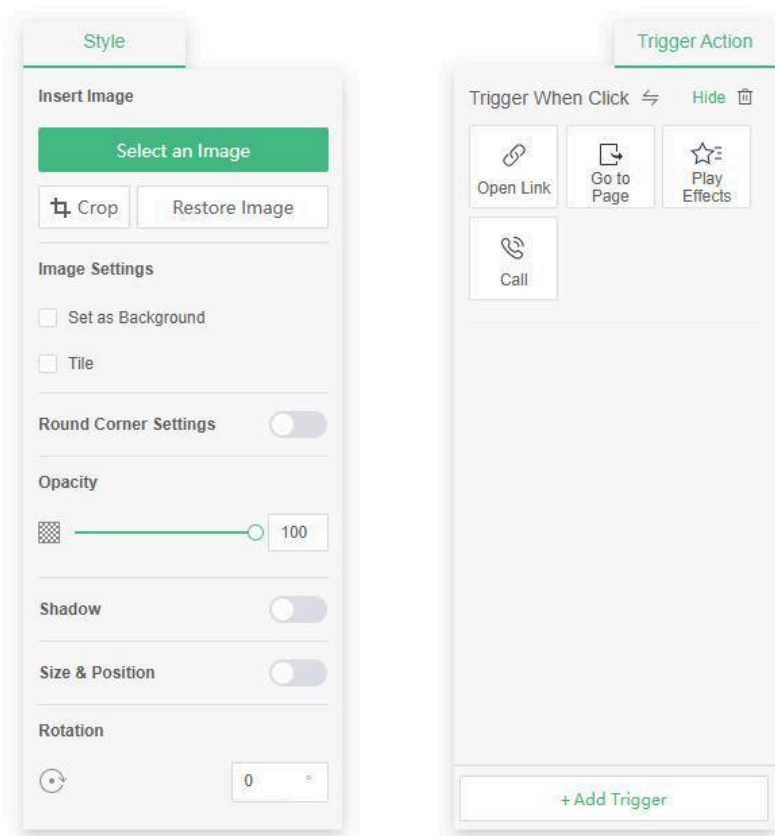 Style
Insert Image
Select an Image
Crop
Restore Image
Image Settings
Set as Background
Tile
Round Corner Settings
Opacity
100
Shadow
Size & Position
Rotation
0 °
Trigger Action
Trigger When Click
Hide
Open Link
Go to
Page
Play
Effects
Call
+ Add Trigger